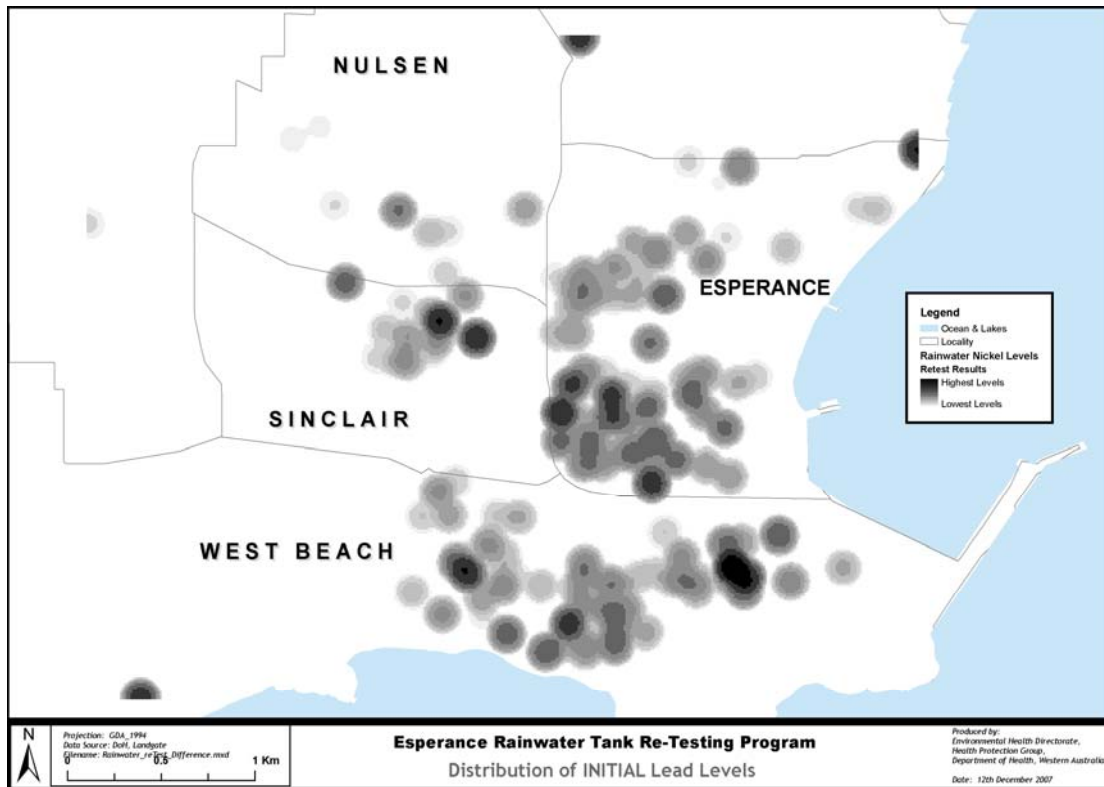 NULSEN
ESPERANCE
SINCLAIR
WEST BEACH
Legend
Ocean & Lakes
Locality
Rainwater Nickel Levels
Retest Results
Highest Levels
Lowest Levels
N
Projection: GDA_1994
Data Source: DoH, Landgate
Filename: Rainwater_reTest_Difference.mxd
0 0.5 1 Km
Esperance Rainwater Tank Re-Testing Program
Distribution of INITIAL Lead Levels
Produced by:
Environmental Health Directorate,
Health Protection Group,
Department of Health, Western Australia
Date: 12th December 2007